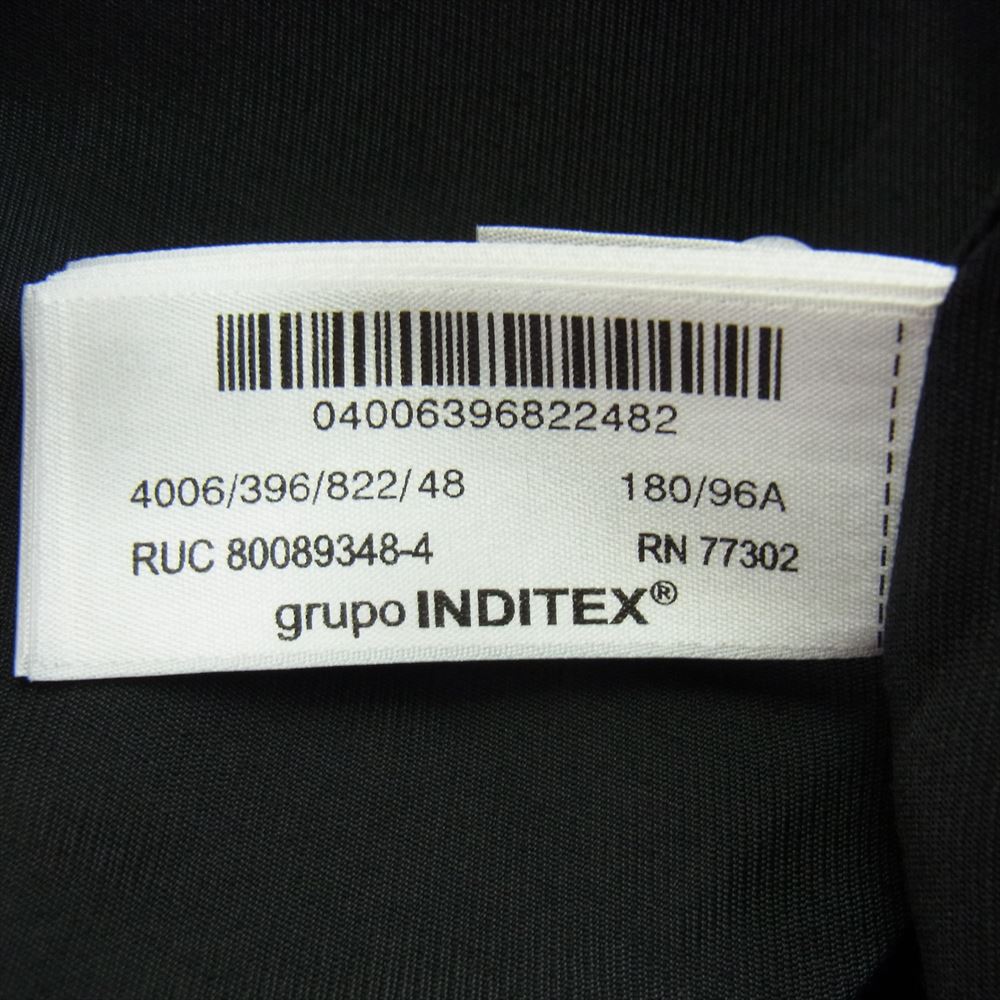 04006396822482
4006/396/822/48 180/96A
RUC 80089348-4 RN 77302
grupo INDITEX®